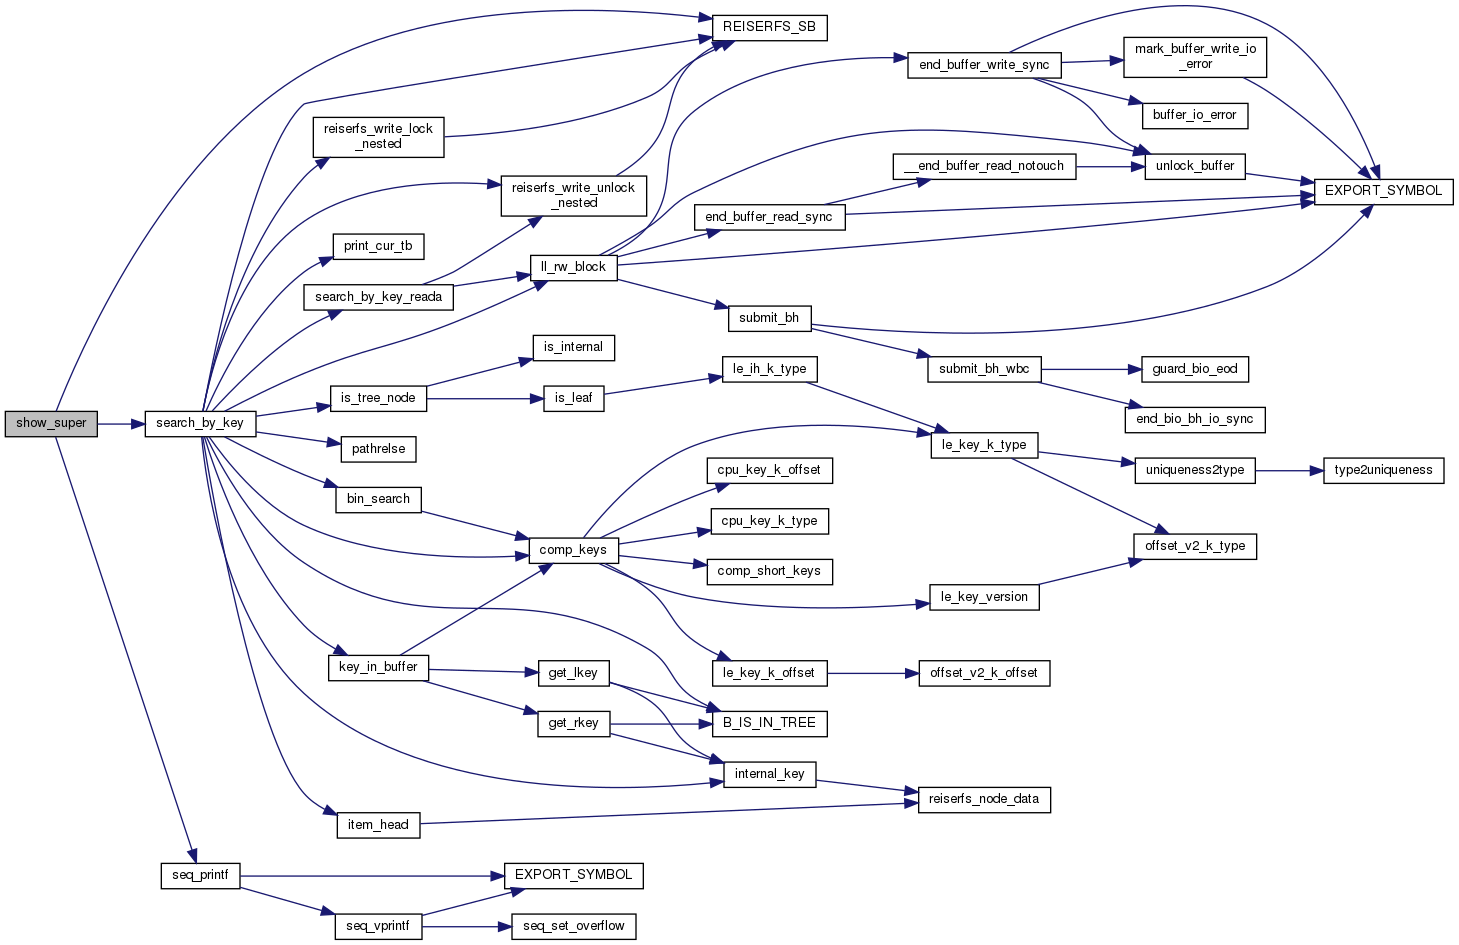 REISERFS_SB
end_buffer_write_sync
mark_buffer_write_io
_error
buffer_io_error
reiserfs_write_lock
_nested
__end_buffer_read_notouch
unlock_buffer
reiserfs_write_unlock
_nested
EXPORT_SYMBOL
end_buffer_read_sync
print_cur_tb
ll_rw_block
search_by_key_reada
submit_bh
is_internal
le_ih_k_type
submit_bh_wbc
guard_bio_eod
is_tree_node
is_leaf
end_bio_bh_io_sync
show_super
search_by_key
le_key_k_type
pathrelse
cpu_key_k_offset
uniqueness2type
type2uniqueness
bin_search
cpu_key_k_type
comp_keys
offset_v2_k_type
comp_short_keys
le_key_version
key_in_buffer
get_lkey
le_key_k_offset
offset_v2_k_offset
get_rkey
B_IS_IN_TREE
internal_key
reiserfs_node_data
item_head
seq_printf
EXPORT_SYMBOL
seq_vprintf
seq_set_overflow